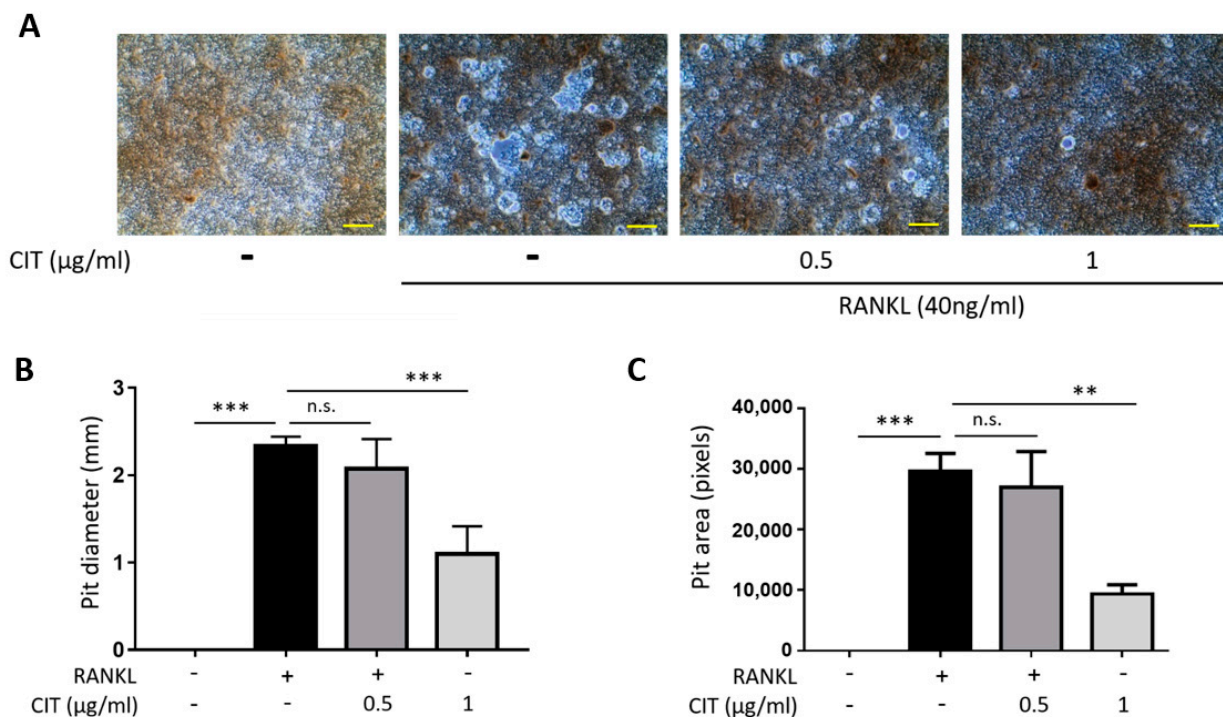 A
CIT (µg/ml) - - 0.5 1
RANKL (40ng/ml)
B
3
2
1
0
Pit diameter (mm)
***
***
n.s.
RANKL - + + -
CIT (µg/ml) - - 0.5 1
C
40,000
30,000
20,000
10,000
0
Pit area (pixels)
**
***
n.s.
RANKL - + + -
CIT (µg/ml) - - 0.5 1